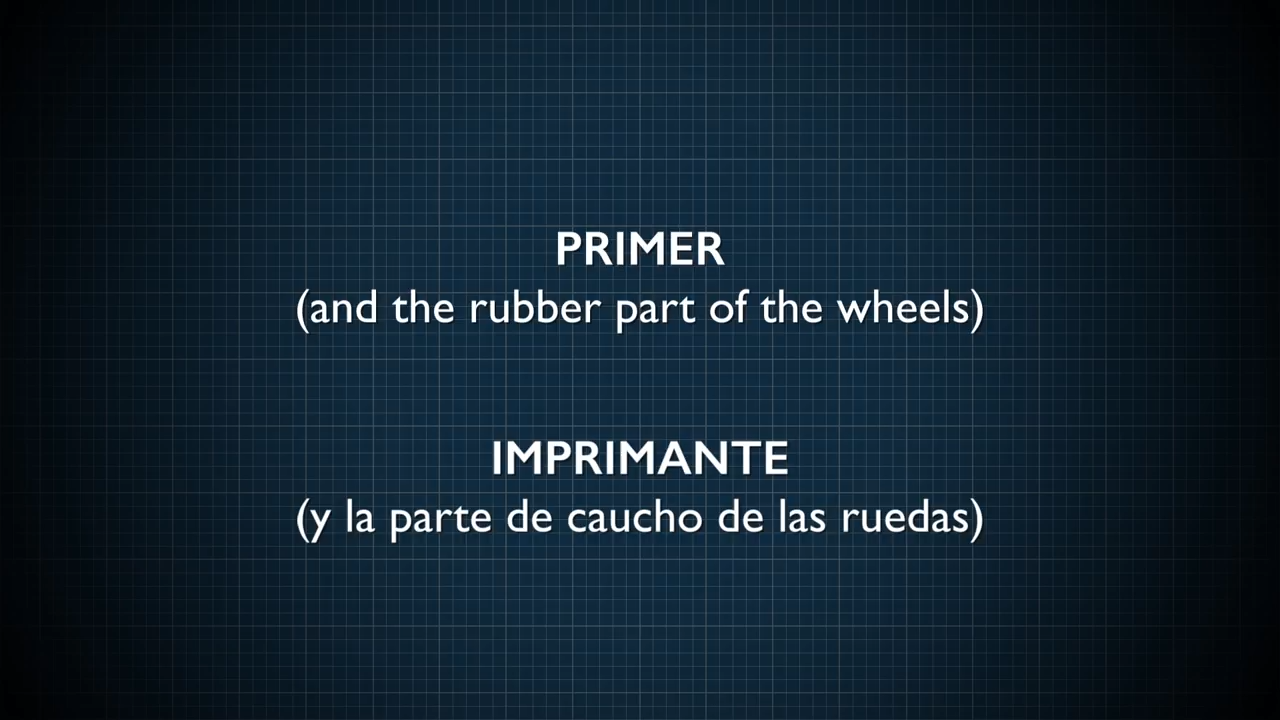 PRIMER
(and the rubber part of the wheels)
IMPRIMANTE
(y la parte de caucho de las ruedas)